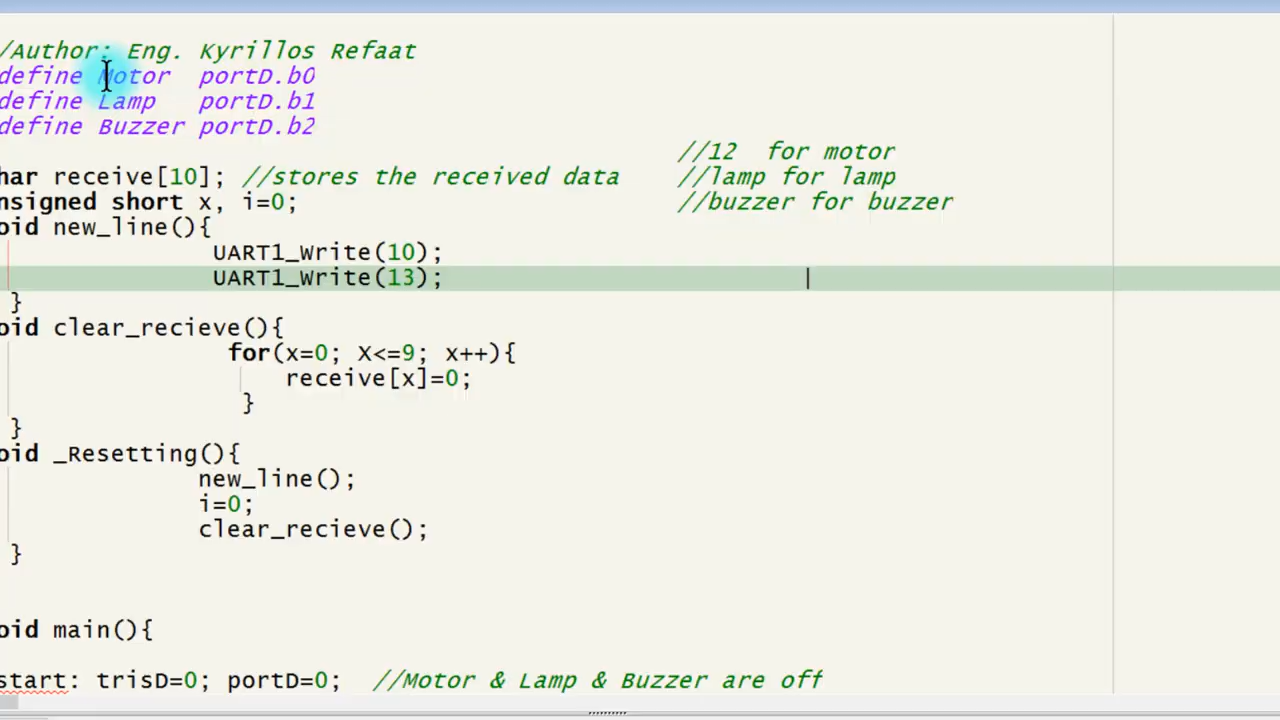 /Author: Eng. Kyrillos Refaat
define Motor portD.b0
define Lamp portD.b1
define Buzzer portD.b2
//12 for motor
har receive[10]; //stores the received data //lamp for lamp
nsigned short x, i=0; //buzzer for buzzer
oid new_line(){
UART1_Write(10);
UART1_Write(13);
}
oid clear_recieve(){
for(x=0; X<=9; x++){
receive[x]=0;
}
}
oid _Resetting(){
new_line();
i=0;
clear_recieve();
}
oid main(){
start: trisD=0; portD=0; //Motor & Lamp & Buzzer are off